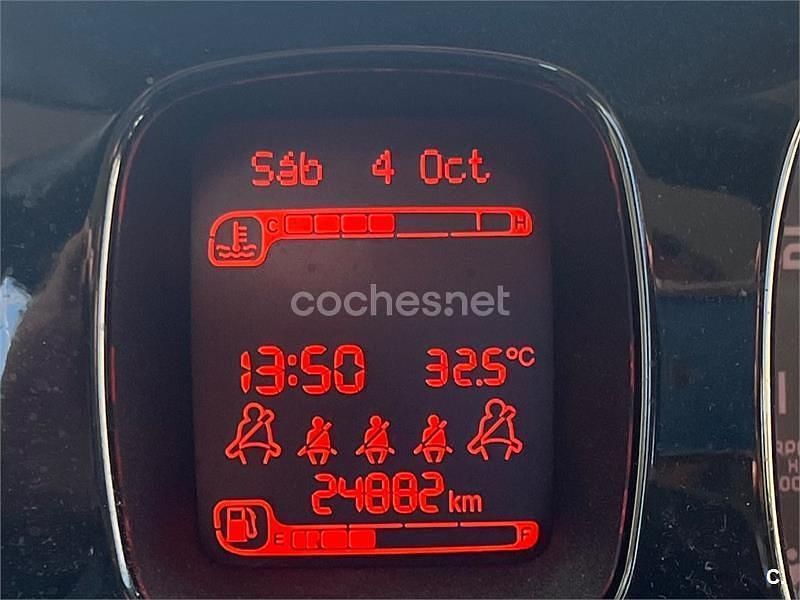 Sáb 4 Oct
C H
coches.net
13:50 32.5°C
24882 km
E F
C.